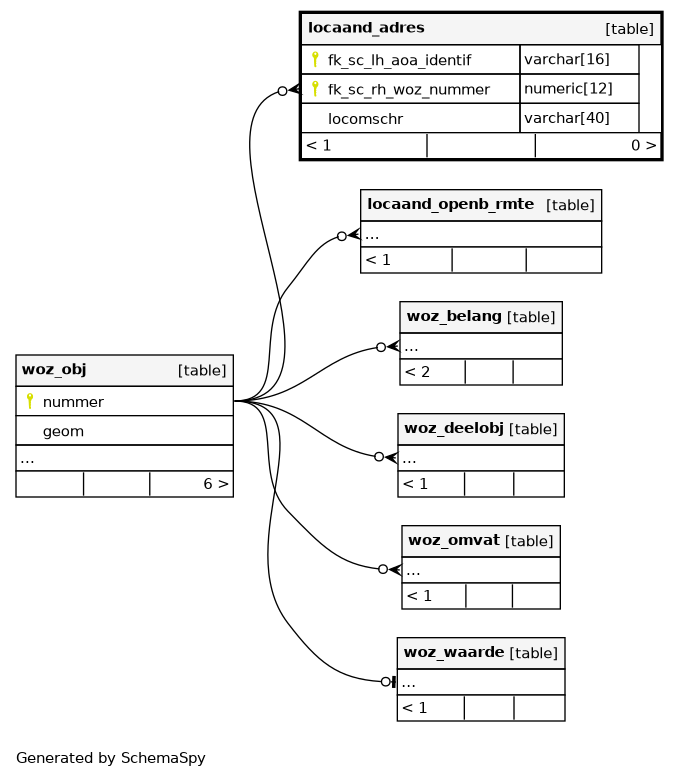 locaand_adres [table]
fk_sc_lh_aoa_identif varchar[16]
fk_sc_rh_woz_nummer numeric[12]
locomschr varchar[40]
< 1 0 >
locaand_openb_rmte [table]
...
< 1
woz_belang [table]
...
< 2
woz_obj [table]
nummer
geom
...
6 >
woz_deelobj [table]
...
< 1
woz_omvat [table]
...
< 1
woz_waarde [table]
...
< 1
Generated by SchemaSpy